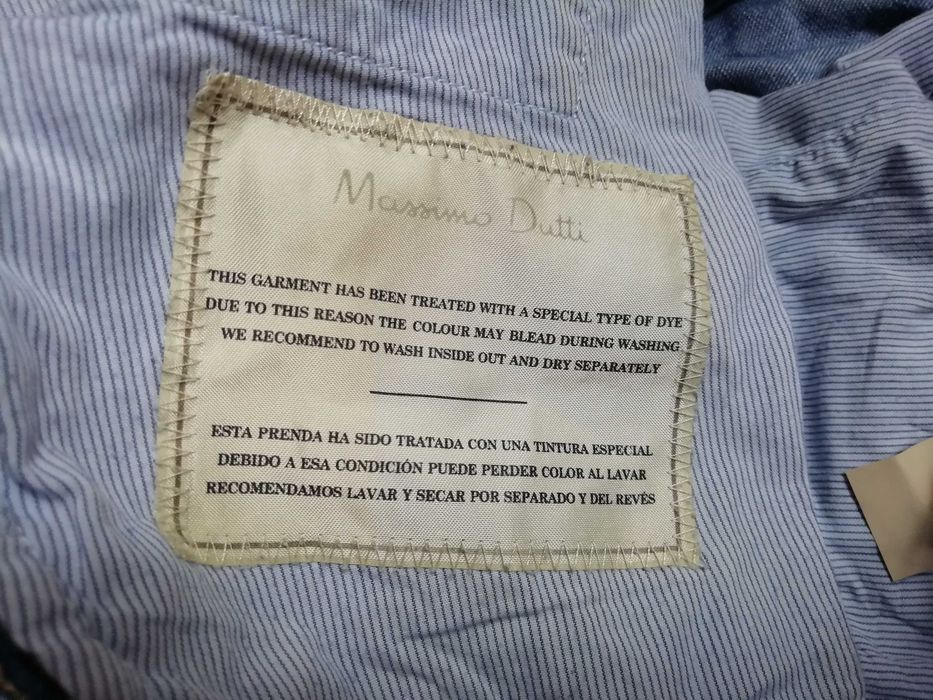 Massimo Dutti
THIS GARMENT HAS BEEN TREATED WITH A SPECIAL TYPE OF DYE
DUE TO THIS REASON THE COLOUR MAY BLEAD DURING WASHING
WE RECOMMEND TO WASH INSIDE OUT AND DRY SEPARATELY
ESTA PRENDA HA SIDO TRATADA CON UNA TINTURA ESPECIAL
DEBIDO A ESA CONDICIÓN PUEDE PERDER COLOR AL LAVAR
RECOMENDAMOS LAVAR Y SECAR POR SEPARADO Y DEL REVÉS